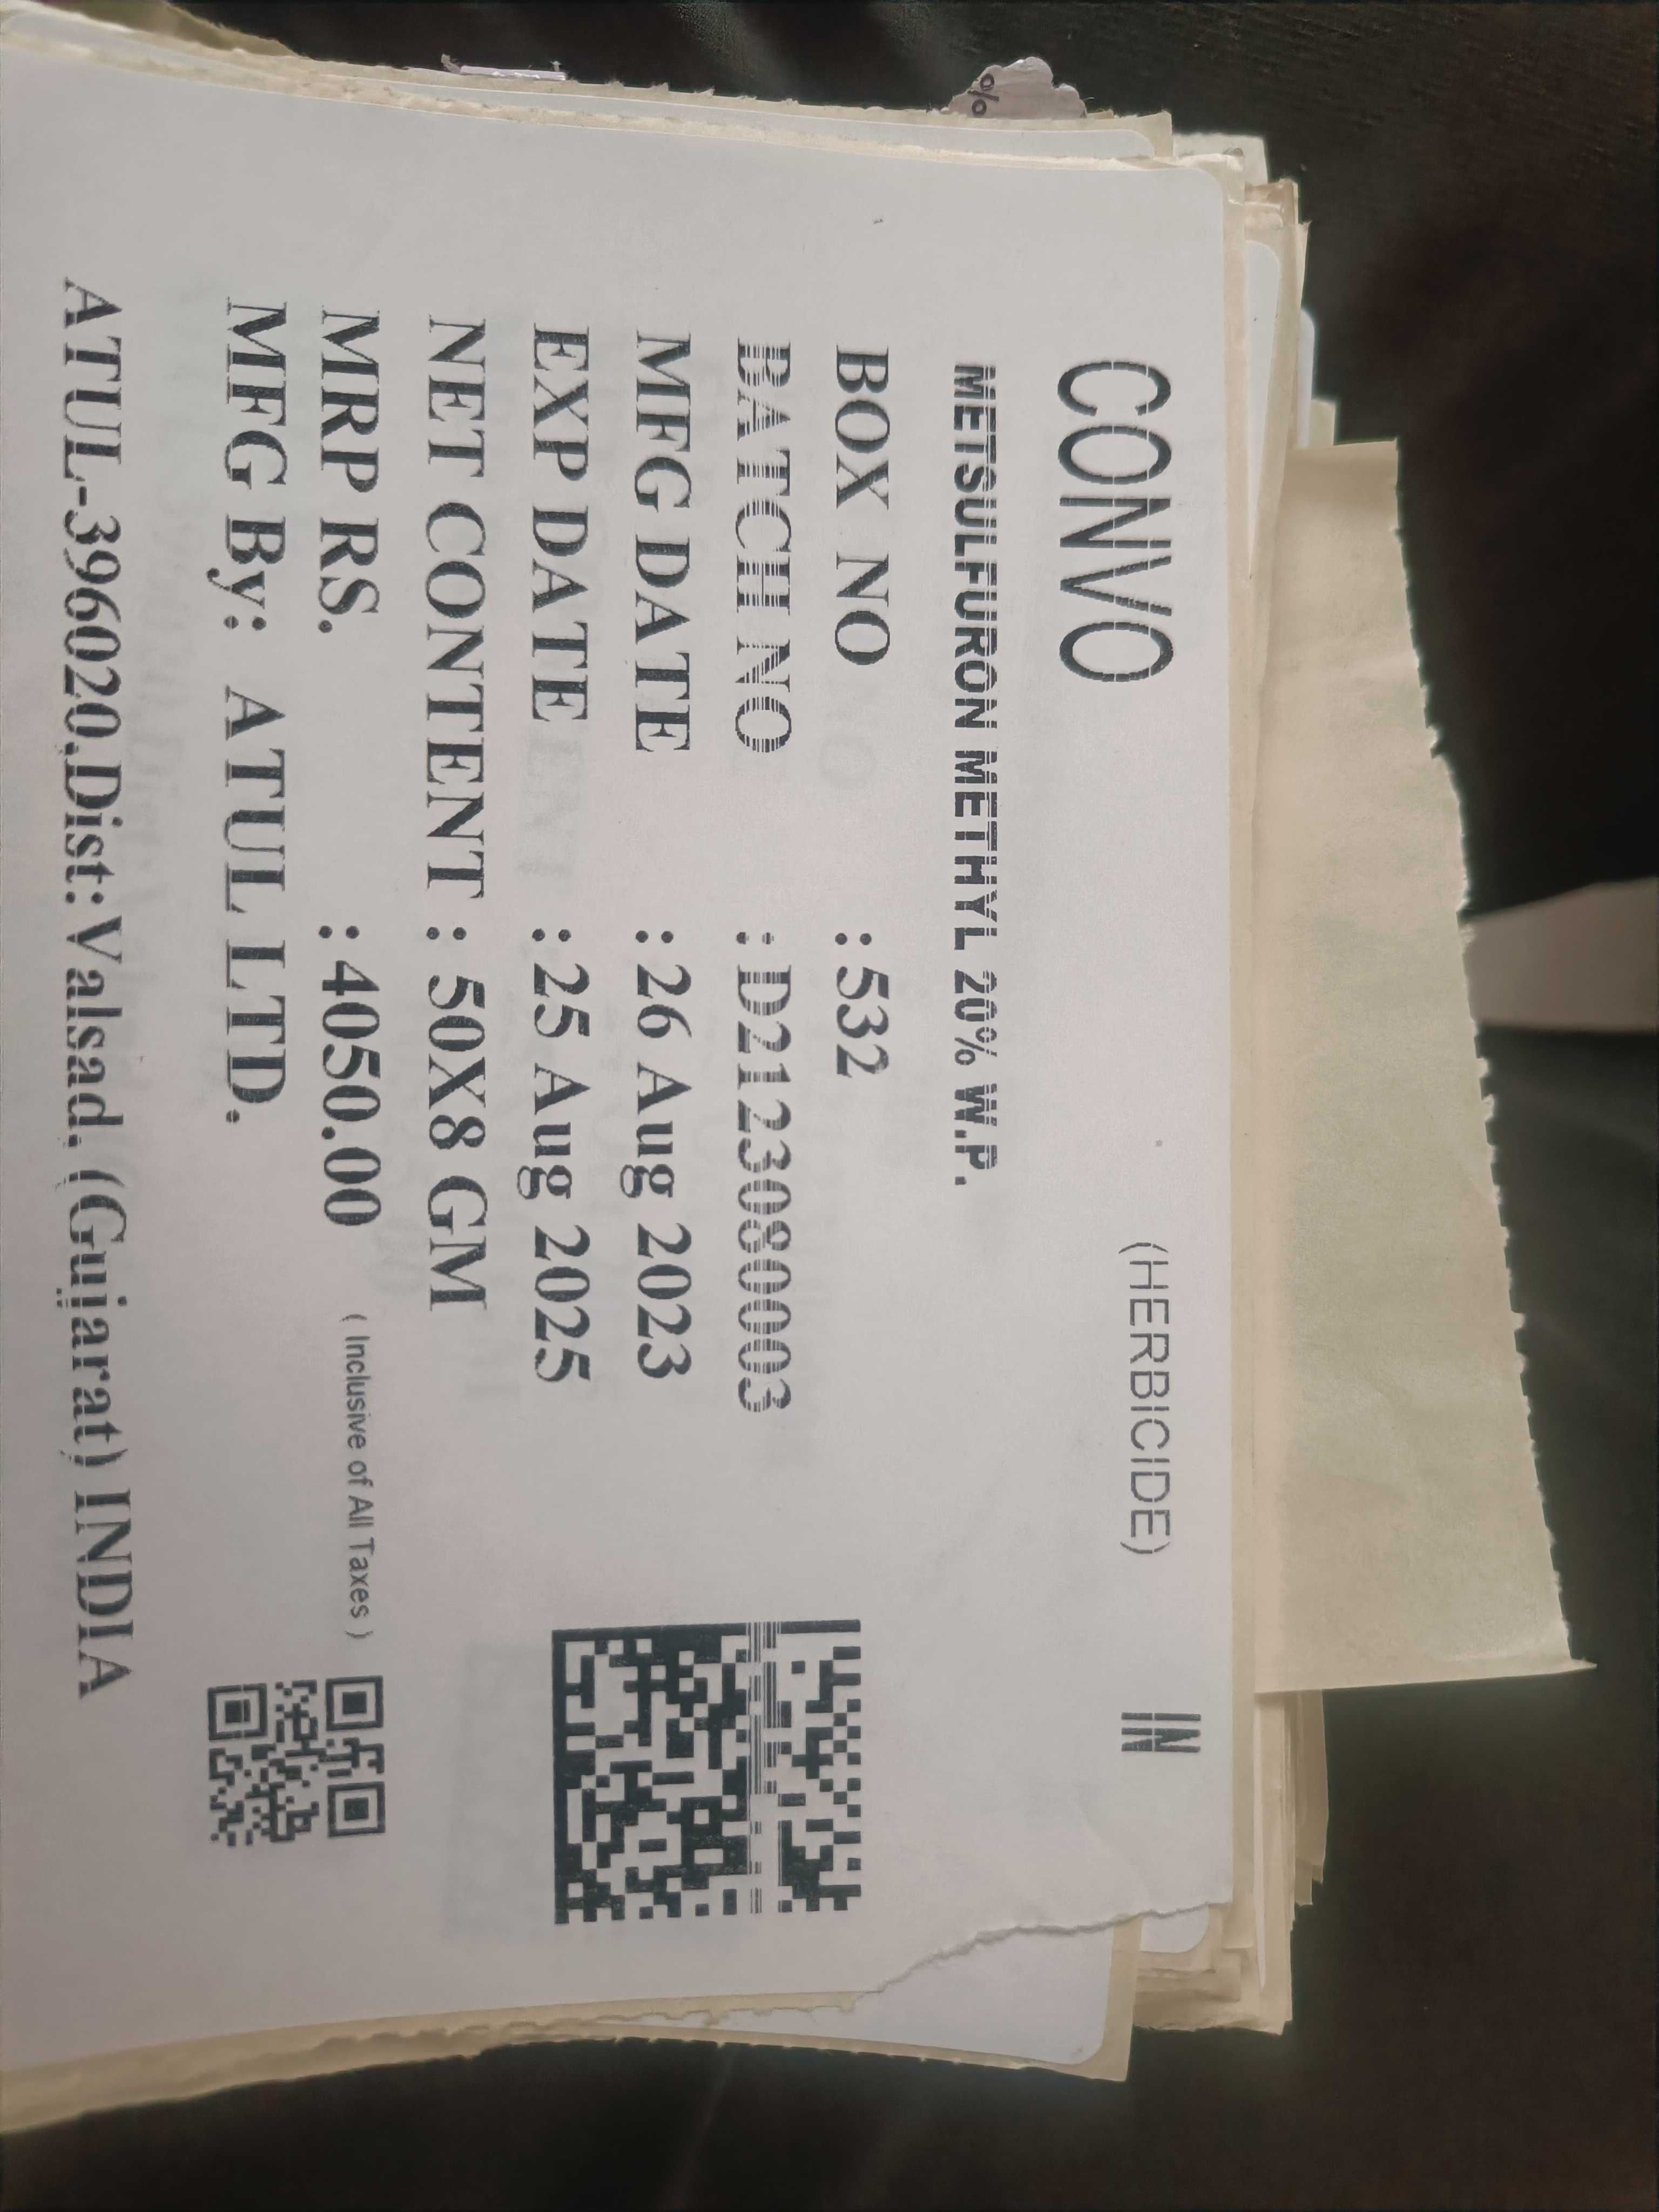 CONVO (HERBICIDE) IN
METSULFURON METHYL 20% W.P.
BOX NO : 532
BATCH NO : D2123080003
MFG DATE : 26 Aug 2023
EXP DATE : 25 Aug 2025
NET CONTENT : 50X8 GM
MRP RS. : 4050.00 ( Inclusive of All Taxes )
MFG By: ATUL LTD.
ATUL-396020.Dist:Valsad. (Gujarat) INDIA
%